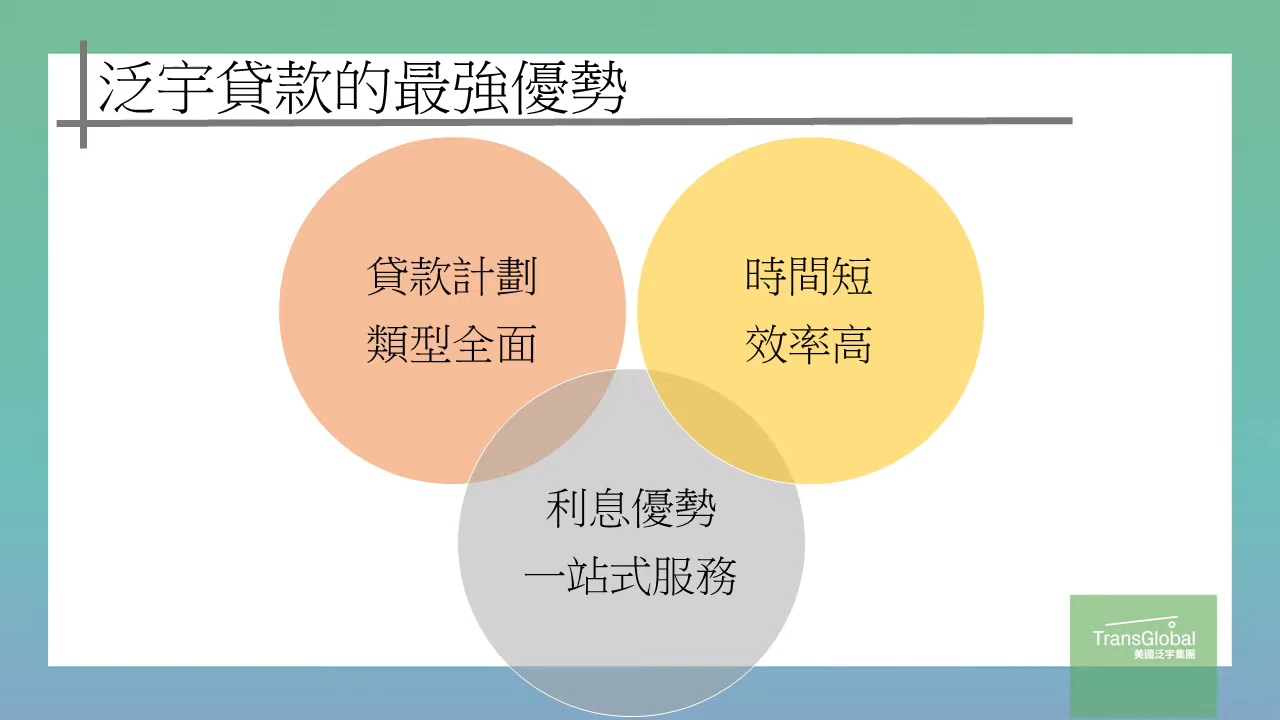 泛宇貸款的最強優勢
貸款計劃
類型全面
時間短
效率高
利息優勢
一站式服務
TransGlobal
美國泛宇集團